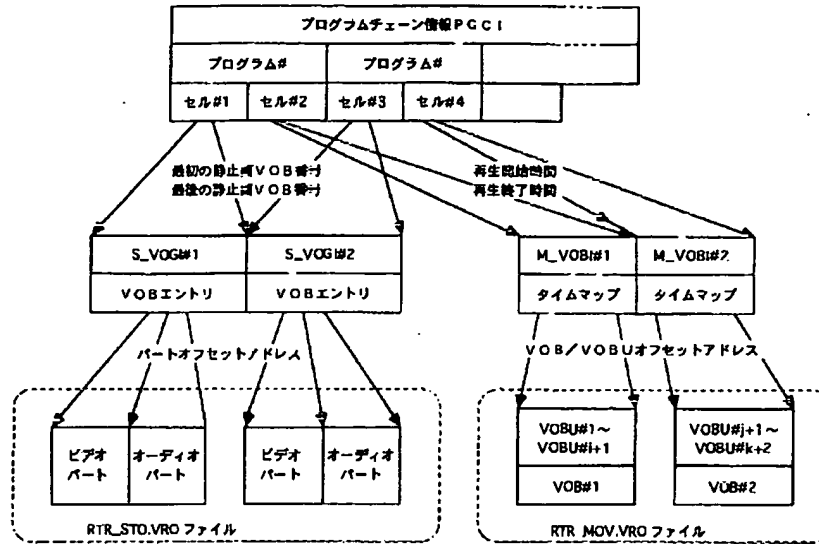 プログラムチェーン情報PGCI
プログラム# プログラム#
セル#1 セル#2 セル#3 セル#4
最初の静止画VOB番号
最後の静止画VOB番号
再生開始時間
再生終了時間
S_VOGI#1 S_VOGI#2
VOBエントリ VOBエントリ
M_VOBI#1 M_VOBI#2
タイムマップ タイムマップ
パートオフセットアドレス
VOB/VOBUオフセットアドレス
ビデオ
パート
オーディオ
パート
ビデオ
パート
オーディオ
パート
VOBU#1~
VOBU#i+1
VOB#1
VOBU#j+1~
VOBU#k+2
VOB#2
RTR_STO.VRO ファイル
RTR_MOV.VRO ファイル